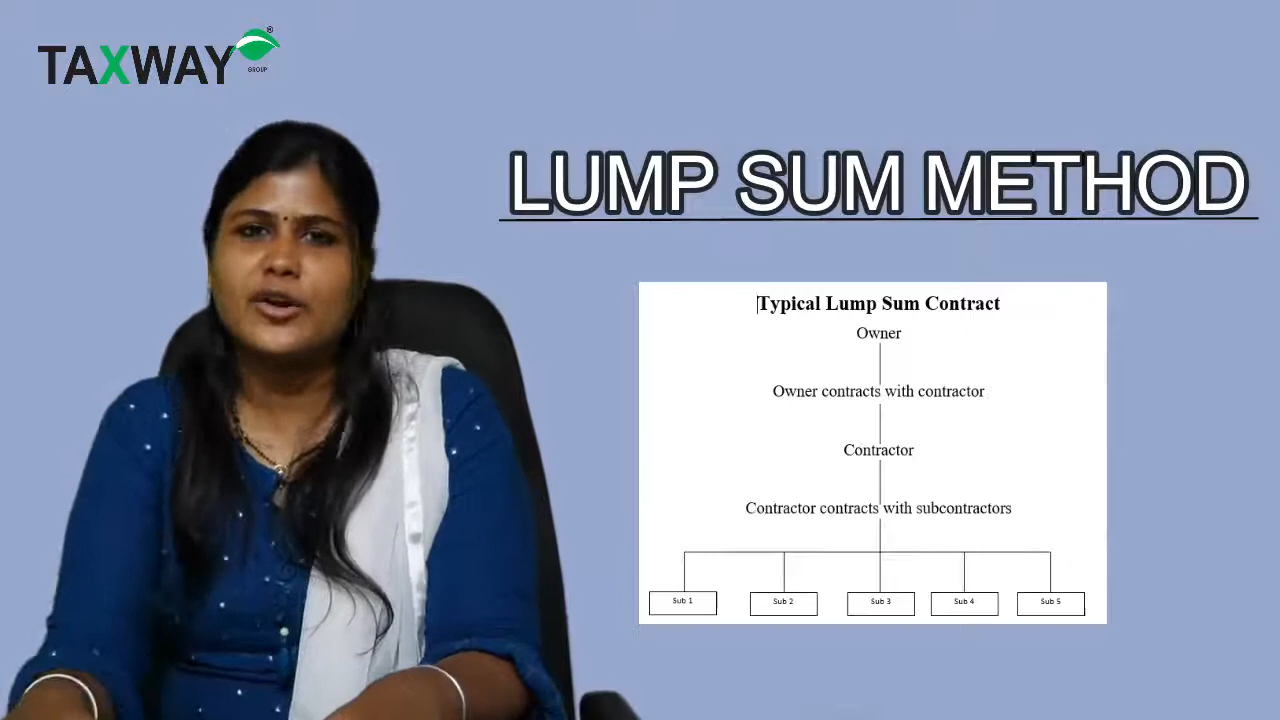 TAXWAY®
GROUP
LUMP SUM METHOD
Typical Lump Sum Contract
Owner
Owner contracts with contractor
Contractor
Contractor contracts with subcontractors
Sub 1 Sub 2 Sub 3 Sub 4 Sub 5